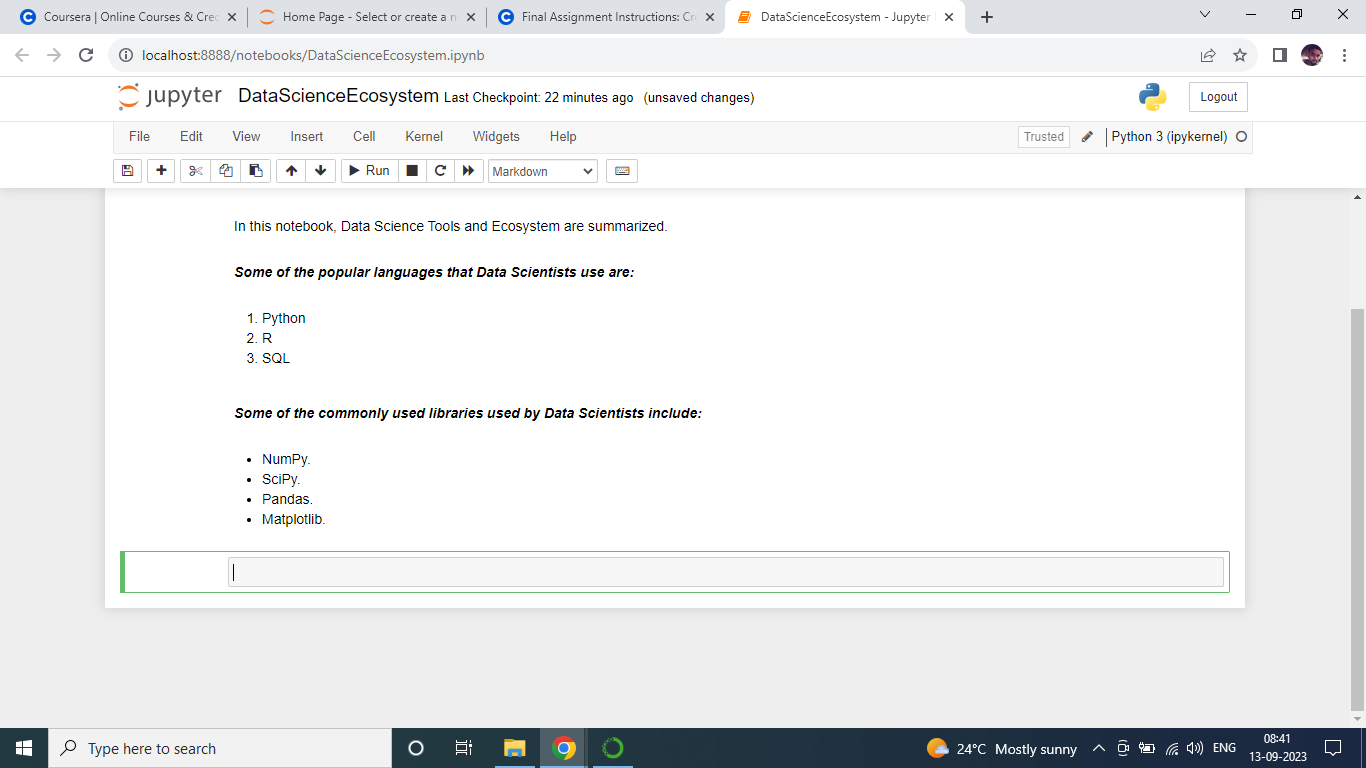 Coursera | Online Courses & Cred
Home Page - Select or create a n
Final Assignment Instructions: Cr
DataScienceEcosystem - Jupyter
localhost:8888/notebooks/DataScienceEcosystem.ipynb
jupyter DataScienceEcosystem Last Checkpoint: 22 minutes ago (unsaved changes)
Logout
File Edit View Insert Cell Kernel Widgets Help
Trusted Python 3 (ipykernel)
Run Markdown
In this notebook, Data Science Tools and Ecosystem are summarized.
Some of the popular languages that Data Scientists use are:
1. Python
2. R
3. SQL
Some of the commonly used libraries used by Data Scientists include:
• NumPy.
• SciPy.
• Pandas.
• Matplotlib.
Type here to search
24°C Mostly sunny
ENG
08:41
13-09-2023